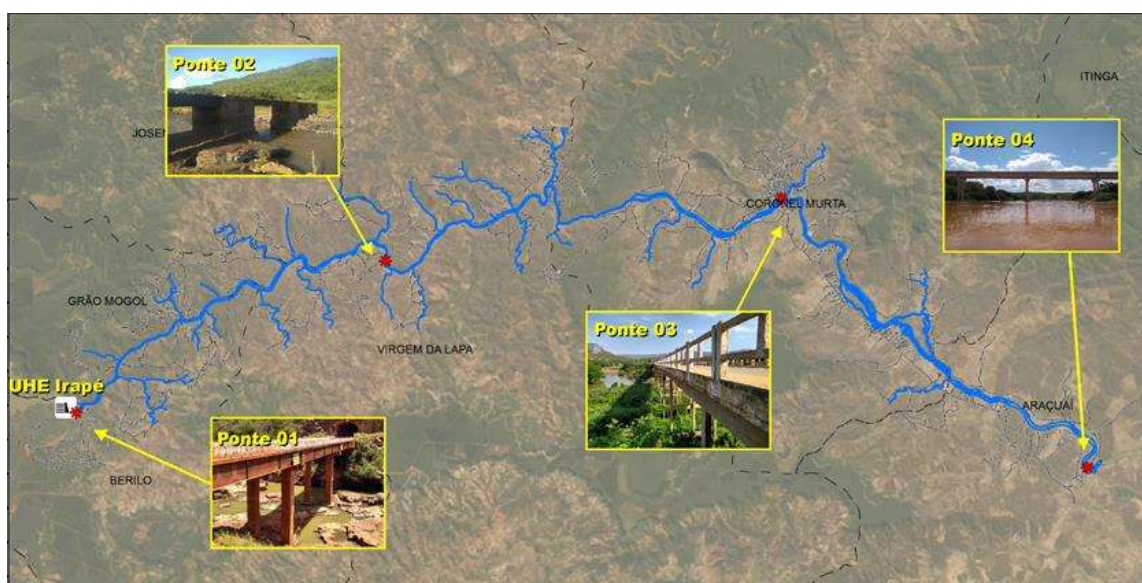 Ponte 02
ITINGA
JOSEN
Ponte 04
CORONEL MURTA
GRÃO MOGOL
Ponte 03
VIRGEM DA LAPA
UHE Irapé
ARAÇUAÍ
Ponte 01
BERILO